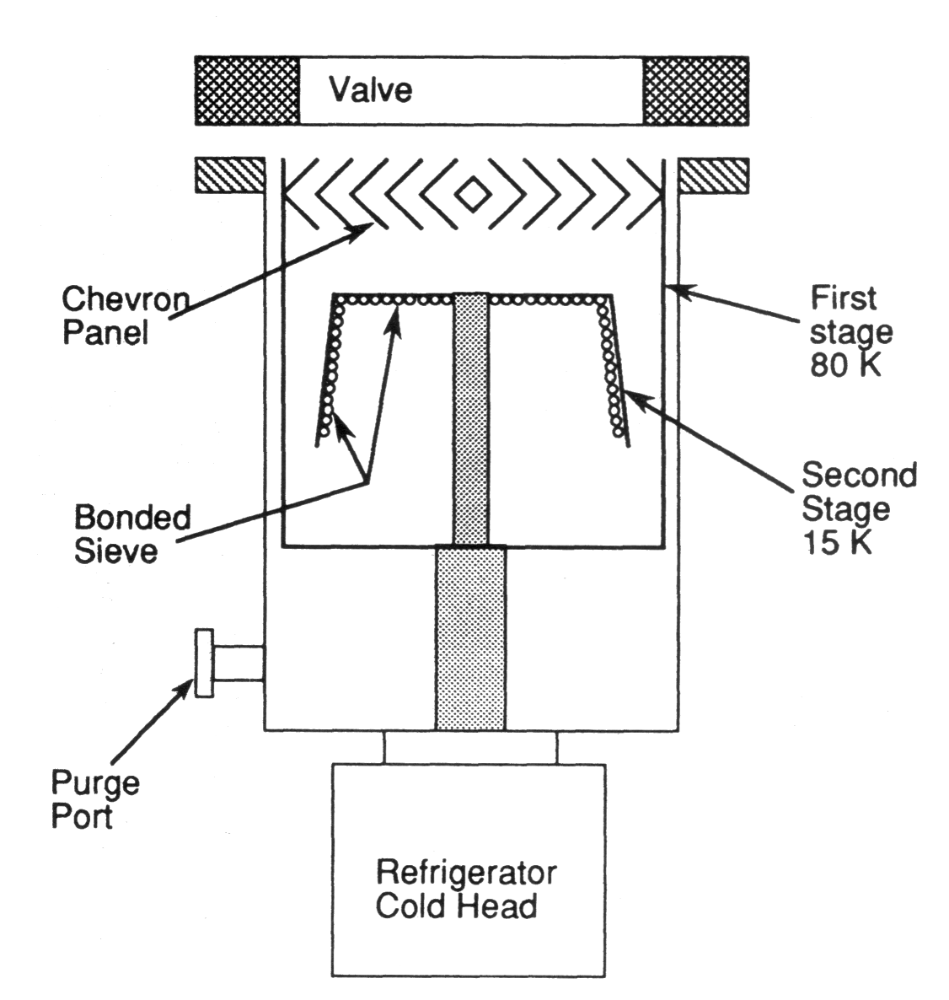 Valve
Chevron
Panel
First
stage
80 K
Bonded
Sieve
Second
Stage
15 K
Purge
Port
Refrigerator
Cold Head